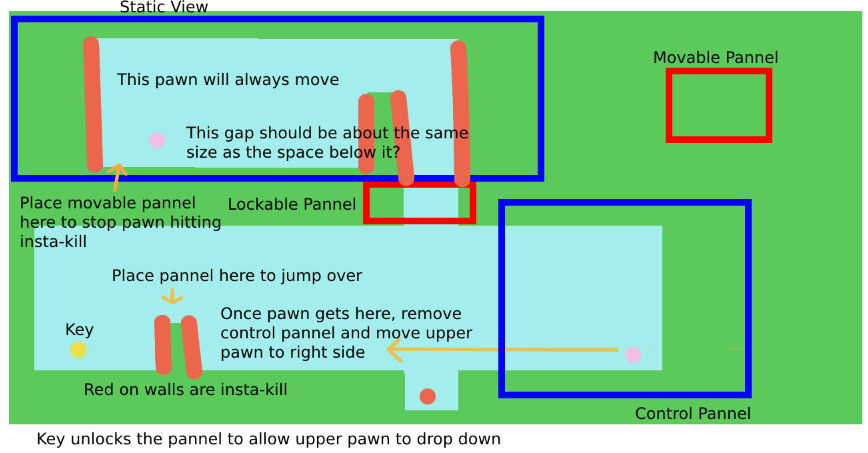 Static View
Movable Pannel
This pawn will always move
This gap should be about the same
size as the space below it?
Place movable pannel
here to stop pawn hitting
insta-kill
Lockable Pannel
Place pannel here to jump over
Once pawn gets here, remove
control pannel and move upper
pawn to right side
Key
Red on walls are insta-kill
Control Pannel
Key unlocks the pannel to allow upper pawn to drop down